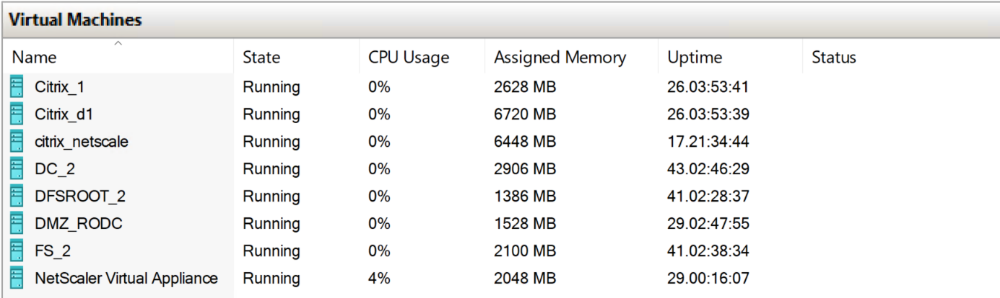 Virtual Machines
Name State CPU Usage Assigned Memory Uptime Status
Citrix_1 Running 0% 2628 MB 26.03:53:41
Citrix_d1 Running 0% 6720 MB 26.03:53:39
citrix_netscale Running 0% 6448 MB 17.21:34:44
DC_2 Running 0% 2906 MB 43.02:46:29
DFSROOT_2 Running 0% 1386 MB 41.02:28:37
DMZ_RODC Running 0% 1528 MB 29.02:47:55
FS_2 Running 0% 2100 MB 41.02:38:34
NetScaler Virtual Appliance Running 4% 2048 MB 29.00:16:07